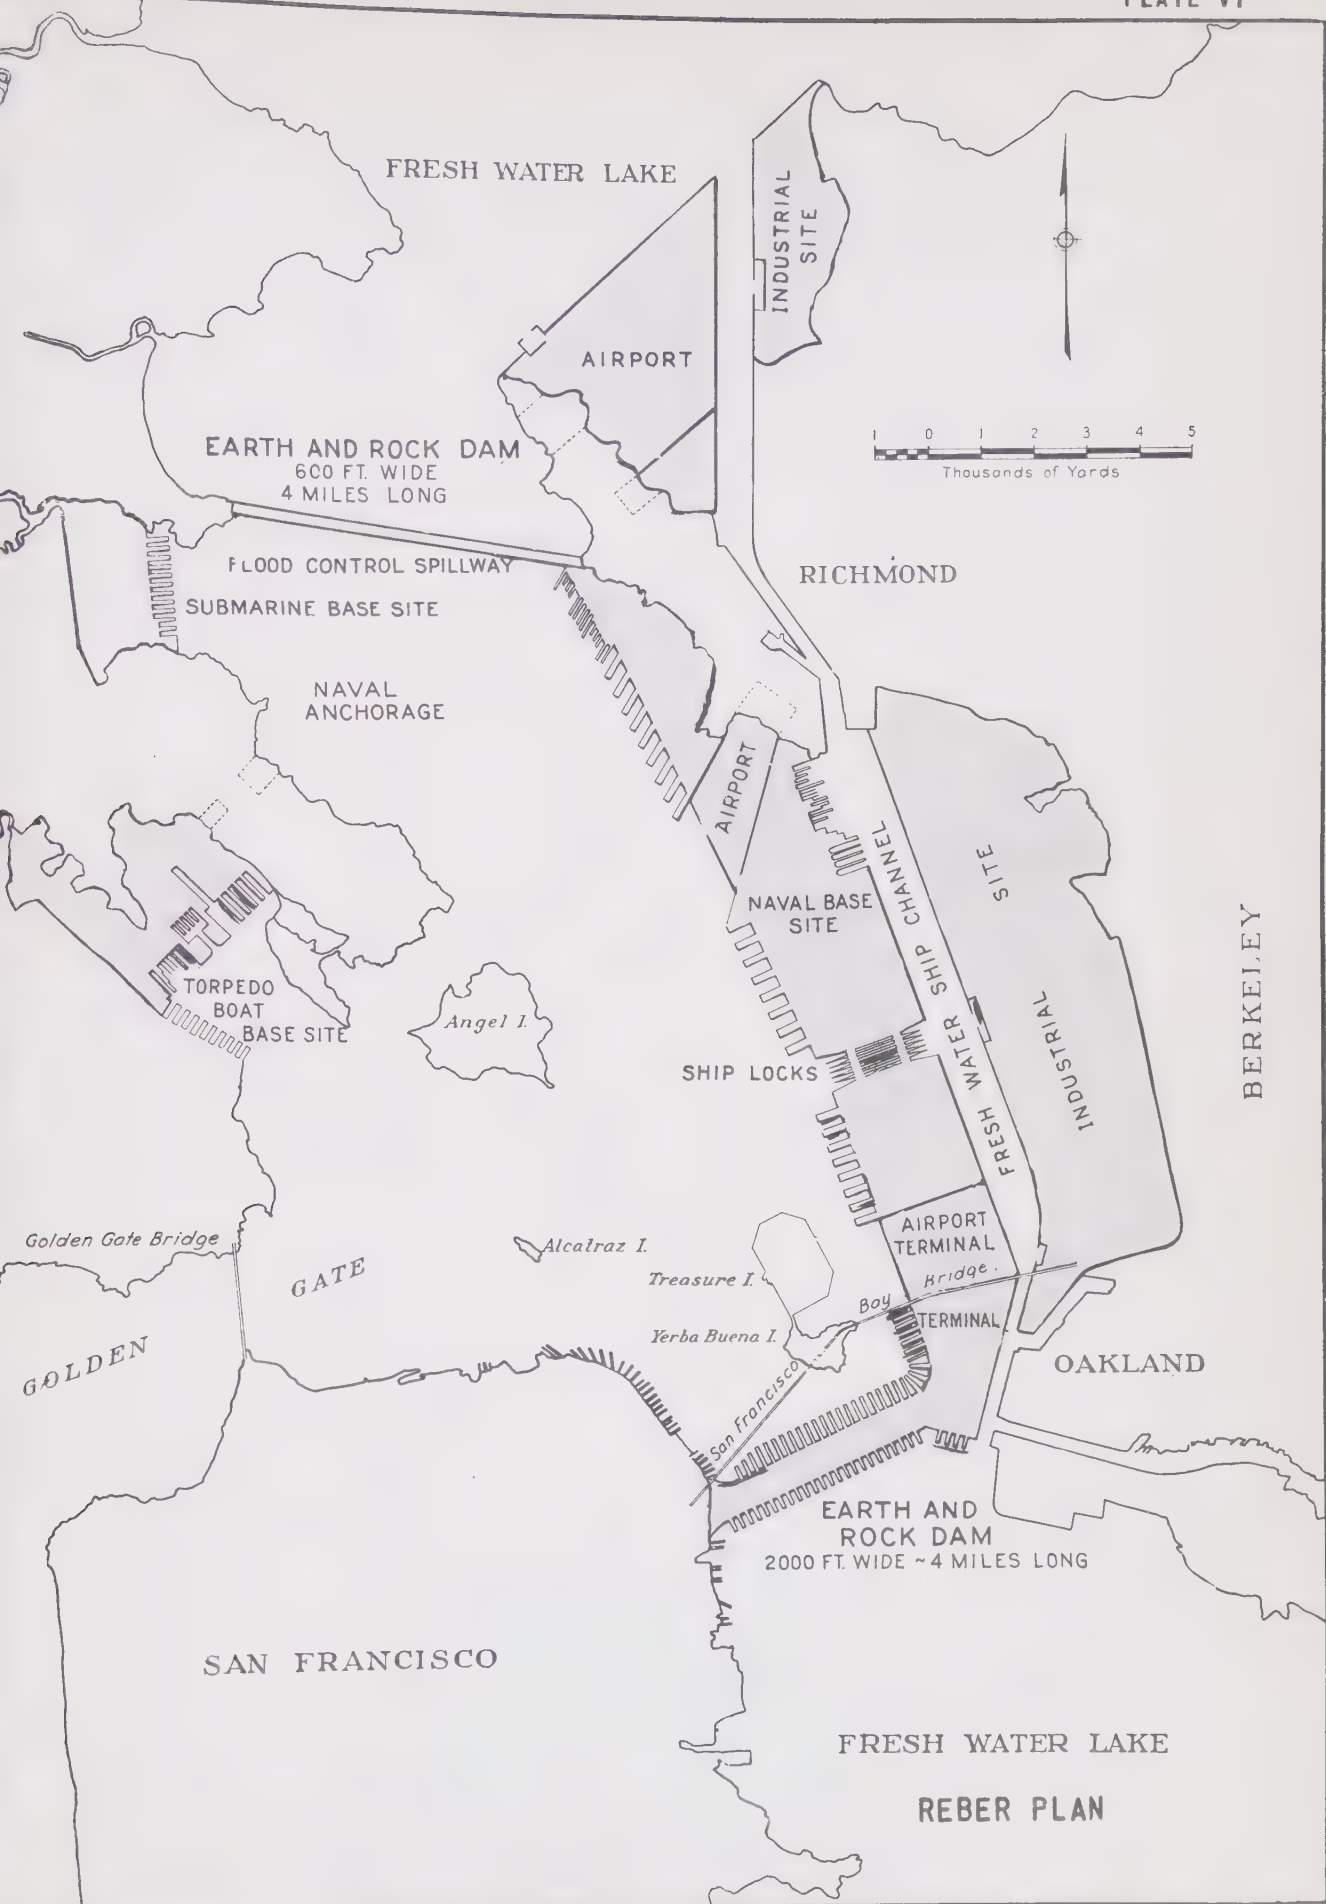 PLATE VI
FRESH WATER LAKE
INDUSTRIAL
SITE
AIRPORT
1 0 1 2 3 4 5
Thousands of Yards
EARTH AND ROCK DAM
600 FT. WIDE
4 MILES LONG
FLOOD CONTROL SPILLWAY
RICHMOND
SUBMARINE BASE SITE
NAVAL
ANCHORAGE
AIRPORT
NAVAL BASE
SITE
FRESH WATER SHIP CHANNEL
INDUSTRIAL SITE
BERKELEY
TORPEDO
BOAT
BASE SITE
Angel I.
SHIP LOCKS
AIRPORT
TERMINAL
Golden Gate Bridge
GOLDEN GATE
Alcatraz I.
Treasure I.
Yerba Buena I.
San Francisco Bay Bridge.
TERMINAL
OAKLAND
EARTH AND
ROCK DAM
2000 FT. WIDE ~ 4 MILES LONG
SAN FRANCISCO
FRESH WATER LAKE
REBER PLAN